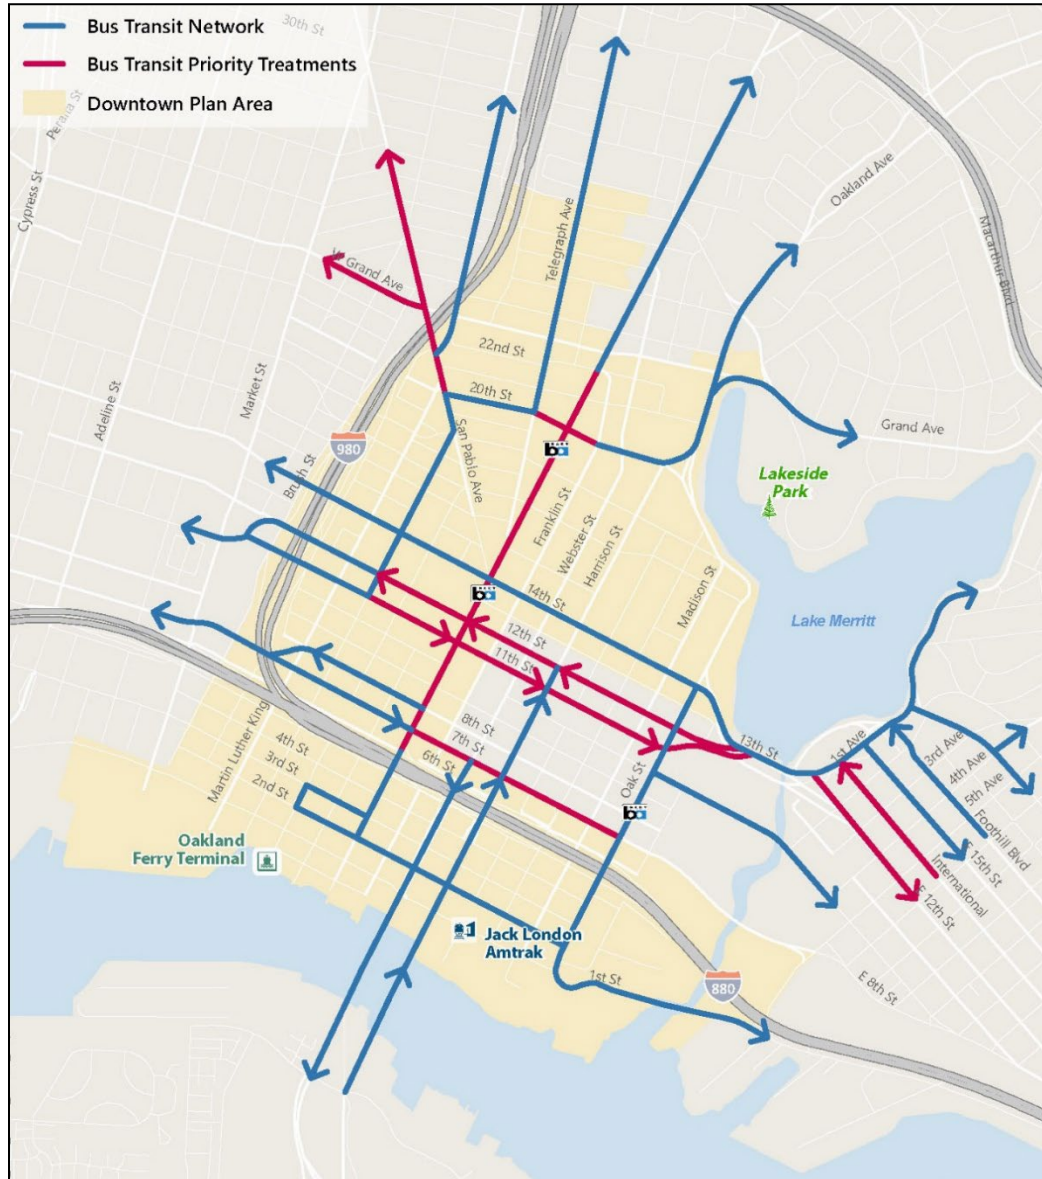 Bus Transit Network
Bus Transit Priority Treatments
Downtown Plan Area
30th St
Peralta St
Cypress St
Oakland Ave
Macarthur Blvd
Telegraph Ave
W Grand Ave
22nd St
20th St
Market St
Adeline St
San Pablo Ave
Grand Ave
980
Brush St
Lakeside
Park
Franklin St
Webster St
Harrison St
Madison St
14th St
Lake Merritt
12th St
11th St
8th St
7th St
6th St
13th St
1st Ave
3rd Ave
4th Ave
5th Ave
Martin Luther King
4th St
3rd St
2nd St
Oak St
Foothill Blvd
E 15th St
International
E 12th St
Oakland
Ferry Terminal
Jack London
Amtrak
1st St
880
E 8th St